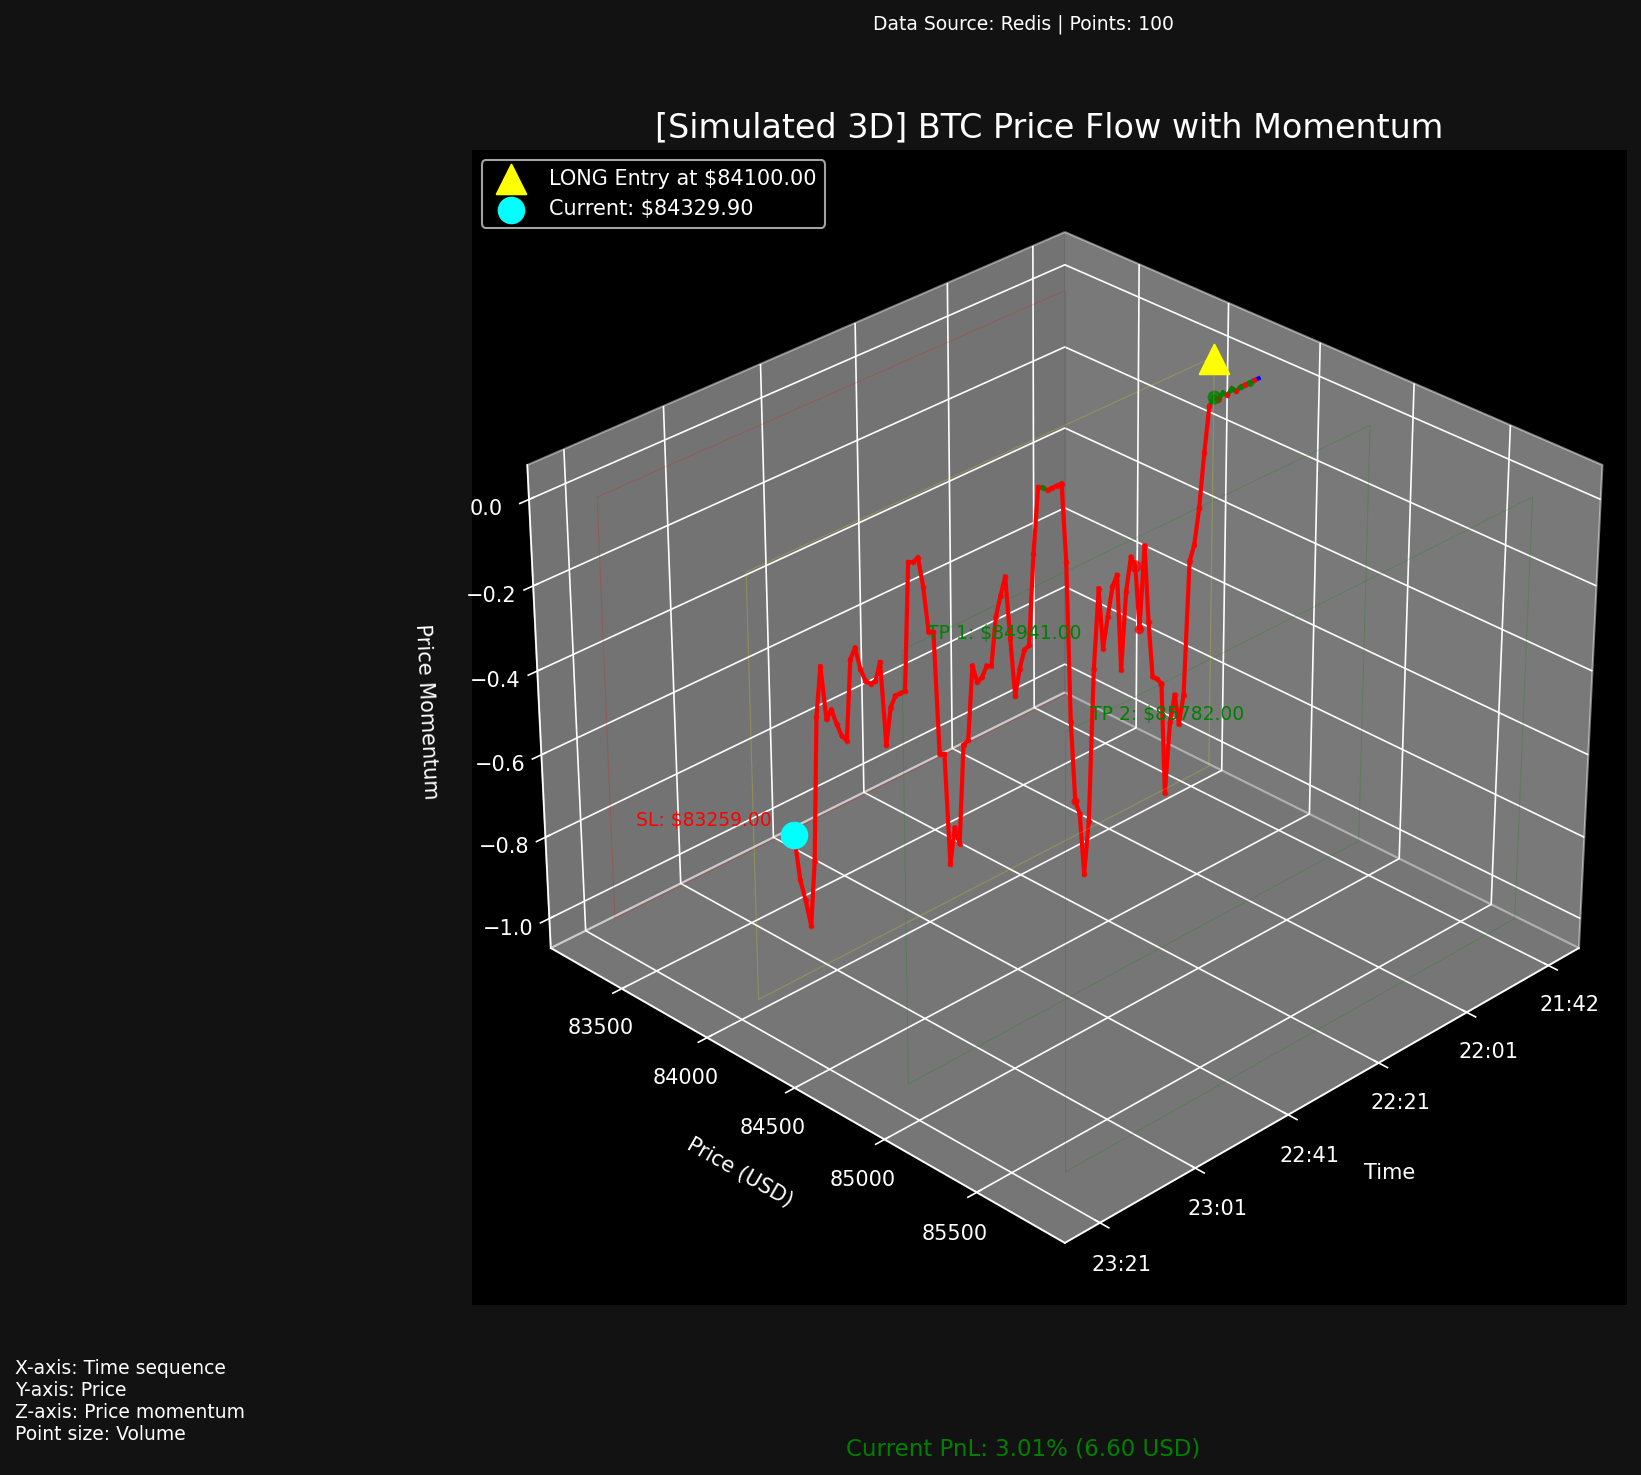 Data Source: Redis | Points: 100
[Simulated 3D] BTC Price Flow with Momentum
LONG Entry at $84100.00
Current: $84329.90
0.0
−0.2
−0.4
−0.6
−0.8
−1.0
Price Momentum
TP 1: $84941.00
TP 2: $85782.00
SL: $83259.00
83500
84000
84500
85000
85500
Price (USD)
21:42
22:01
22:21
22:41
23:01
23:21
Time
X-axis: Time sequence
Y-axis: Price
Z-axis: Price momentum
Point size: Volume
Current PnL: 3.01% (6.60 USD)